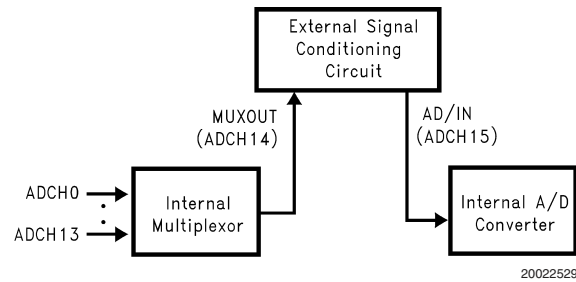 External Signal
Conditioning
Circuit
MUXOUT
(ADCH14)
AD/IN
(ADCH15)
ADCH0
ADCH13
Internal
Multiplexor
Internal A/D
Converter
20022529